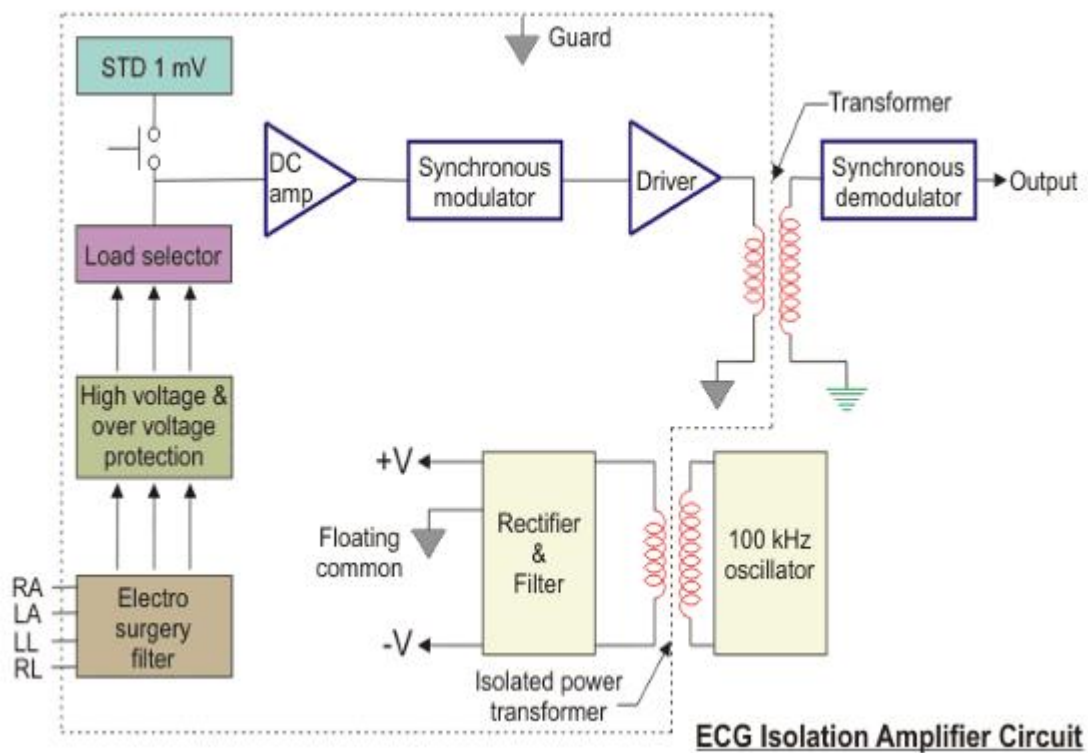 Guard
STD 1 mV
Transformer
DC
amp
Synchronous
modulator
Driver
Synchronous
demodulator
Output
Load selector
High voltage &
over voltage
protection
+V
Floating
common
-V
Rectifier
&
Filter
100 kHz
oscillator
RA
LA
LL
RL
Electro
surgery
filter
Isolated power
transformer
ECG Isolation Amplifier Circuit